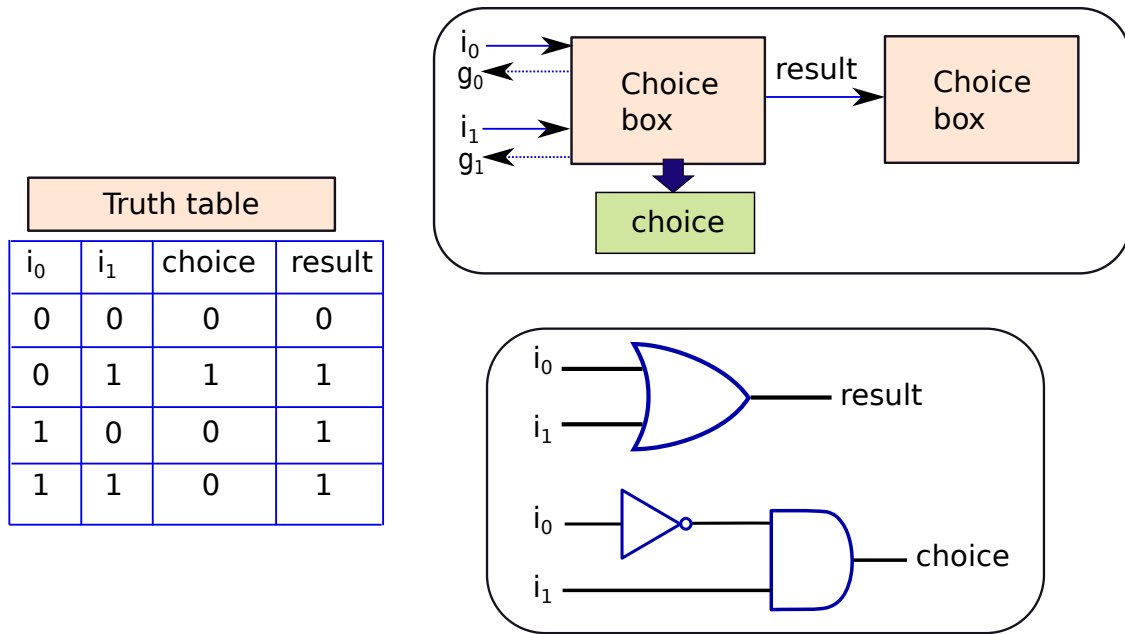 Truth table
i₀ i₁ choice result
0 0 0 0
0 1 1 1
1 0 0 1
1 1 0 1
i₀
g₀
i₁
g₁
Choice
box
result
Choice
box
choice
i₀
i₁
result
i₀
i₁
choice